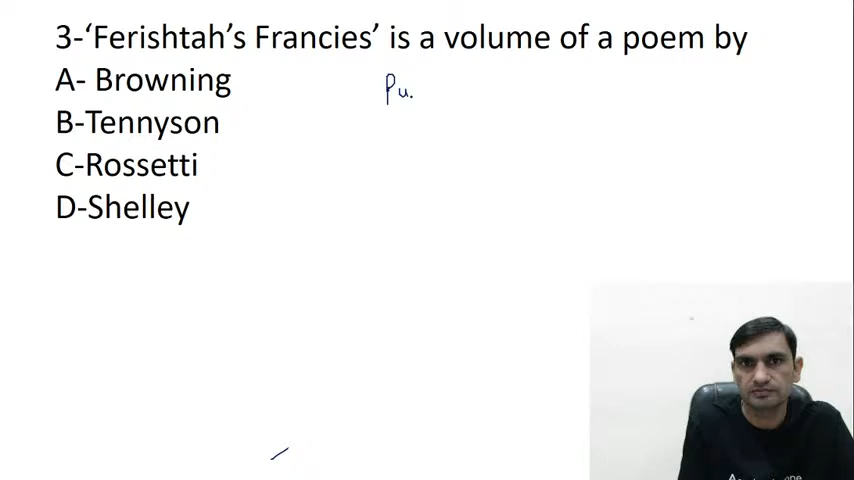 3-‘Ferishtah’s Francies’ is a volume of a poem by
A- Browning
Pu.
B-Tennyson
C-Rossetti
D-Shelley